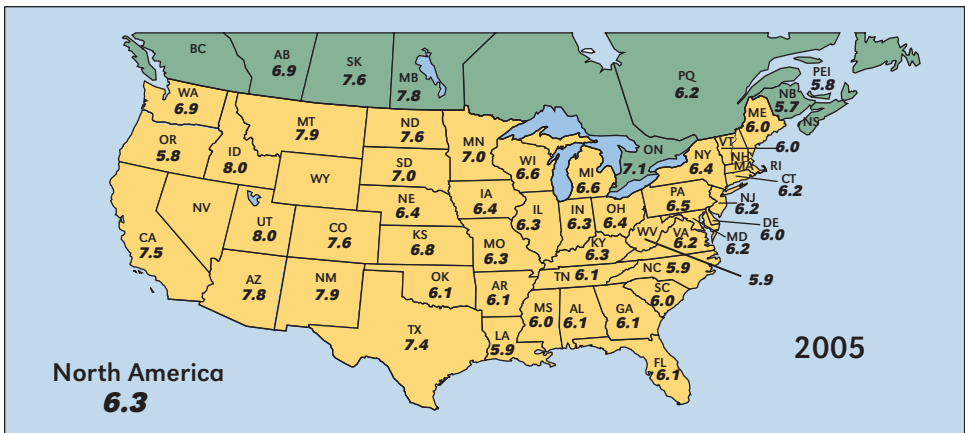 BC
AB
6.9
SK
7.6
MB
7.8
PQ
6.2
PEI
5.8
NB
5.7
NS
WA
6.9
MT
7.9
ND
7.6
MN
7.0
ON
7.1
ME
6.0
VT
6.0
OR
5.8
ID
8.0
WY
SD
7.0
WI
6.6
MI
6.6
NY
6.4
NH
MA
RI
CT
6.2
NV
UT
8.0
CO
7.6
NE
6.4
IA
6.4
IL
6.3
IN
6.3
OH
6.4
PA
6.5
NJ
6.2
DE
6.0
MD
6.2
CA
7.5
KS
6.8
MO
6.3
KY
6.3
WV
5.9
VA
6.2
AZ
7.8
NM
7.9
OK
6.1
AR
6.1
TN 6.1
NC 5.9
SC
6.0
TX
7.4
LA
5.9
MS
6.0
AL
6.1
GA
6.1
FL
6.1
North America
6.3
2005